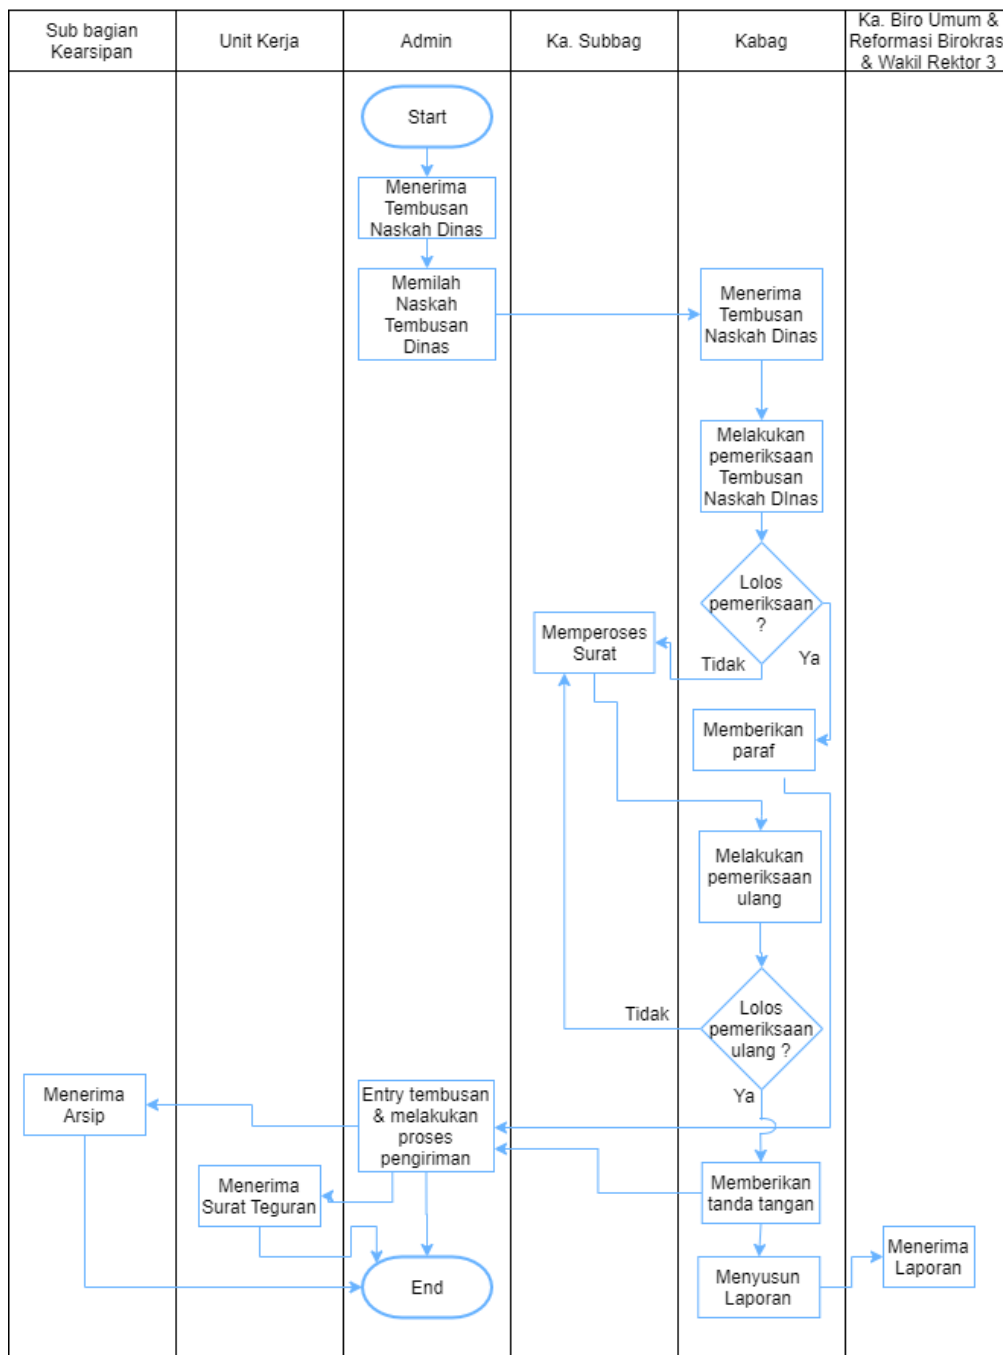 Sub bagian
Kearsipan
Unit Kerja
Admin
Ka. Subbag
Kabag
Ka. Biro Umum &
Reformasi Birokras
& Wakil Rektor 3
Start
Menerima
Tembusan
Naskah Dinas
Memilah
Naskah
Tembusan
Dinas
Menerima
Tembusan
Naskah Dinas
Melakukan
pemeriksaan
Tembusan
Naskah DInas
Lolos
pemeriksaan
?
Memperoses
Surat
Tidak
Ya
Memberikan
paraf
Melakukan
pemeriksaan
ulang
Lolos
pemeriksaan
ulang ?
Tidak
Ya
Menerima
Arsip
Entry tembusan
& melakukan
proses
pengiriman
Menerima
Surat Teguran
Memberikan
tanda tangan
Menerima
Laporan
Menyusun
Laporan
End